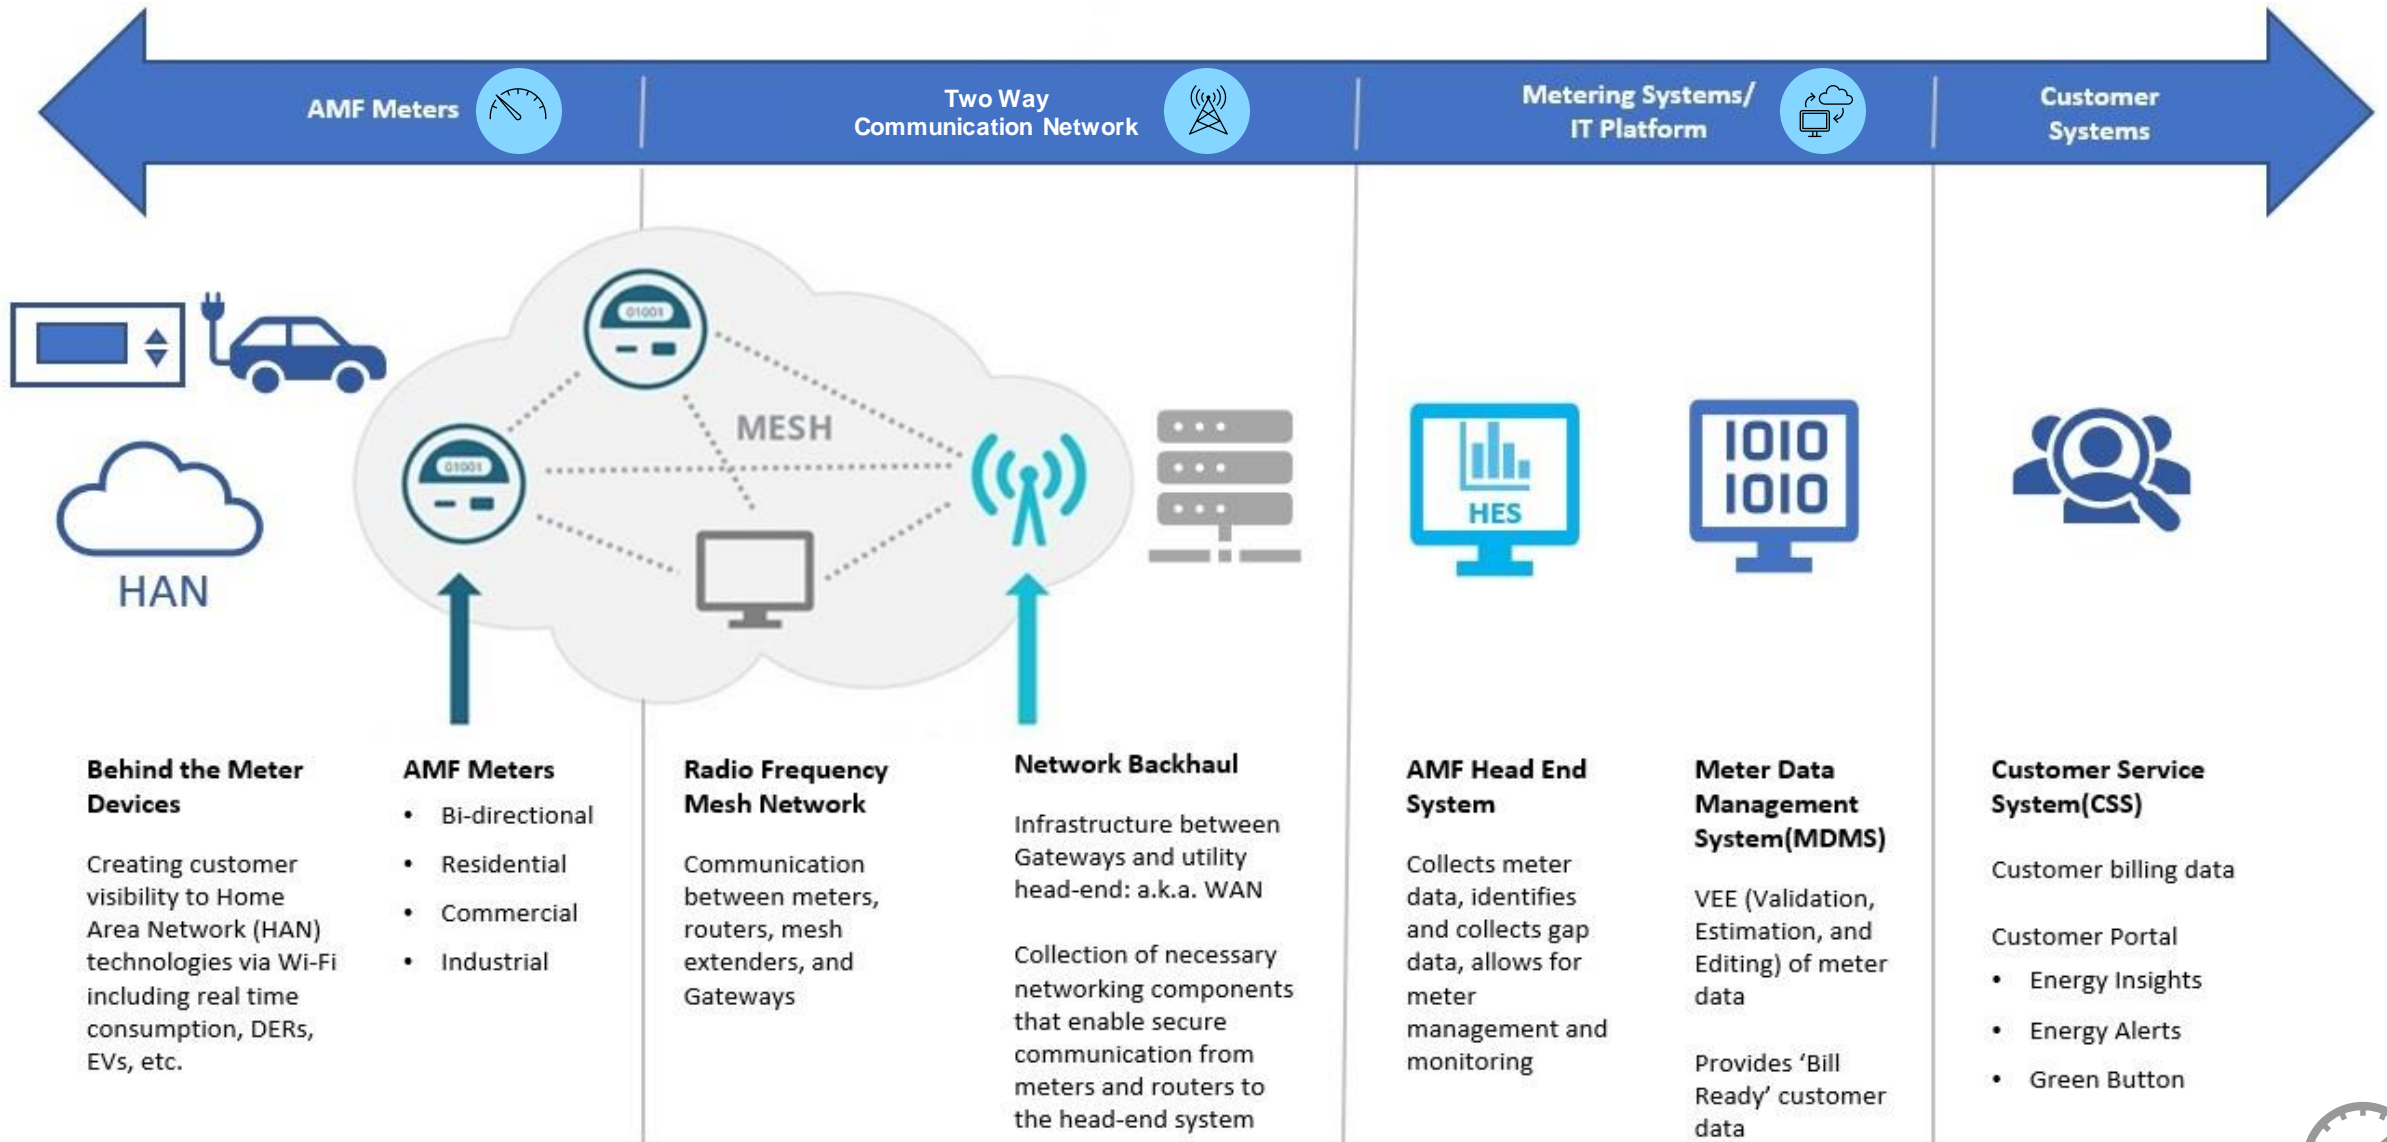 AMF Meters
Two Way
Communication Network
Metering Systems/
IT Platform
Customer
Systems
01001
01001
MESH
HAN
HES
1010
1010
Behind the Meter
Devices
Creating customer
visibility to Home
Area Network (HAN)
technologies via Wi-Fi
including real time
consumption, DERs,
EVs, etc.
AMF Meters
• Bi-directional
• Residential
• Commercial
• Industrial
Radio Frequency
Mesh Network
Communication
between meters,
routers, mesh
extenders, and
Gateways
Network Backhaul
Infrastructure between
Gateways and utility
head-end: a.k.a. WAN
Collection of necessary
networking components
that enable secure
communication from
meters and routers to
the head-end system
AMF Head End
System
Collects meter
data, identifies
and collects gap
data, allows for
meter
management and
monitoring
Meter Data
Management
System(MDMS)
VEE (Validation,
Estimation, and
Editing) of meter
data
Provides ‘Bill
Ready’ customer
data
Customer Service
System(CSS)
Customer billing data
Customer Portal
• Energy Insights
• Energy Alerts
• Green Button